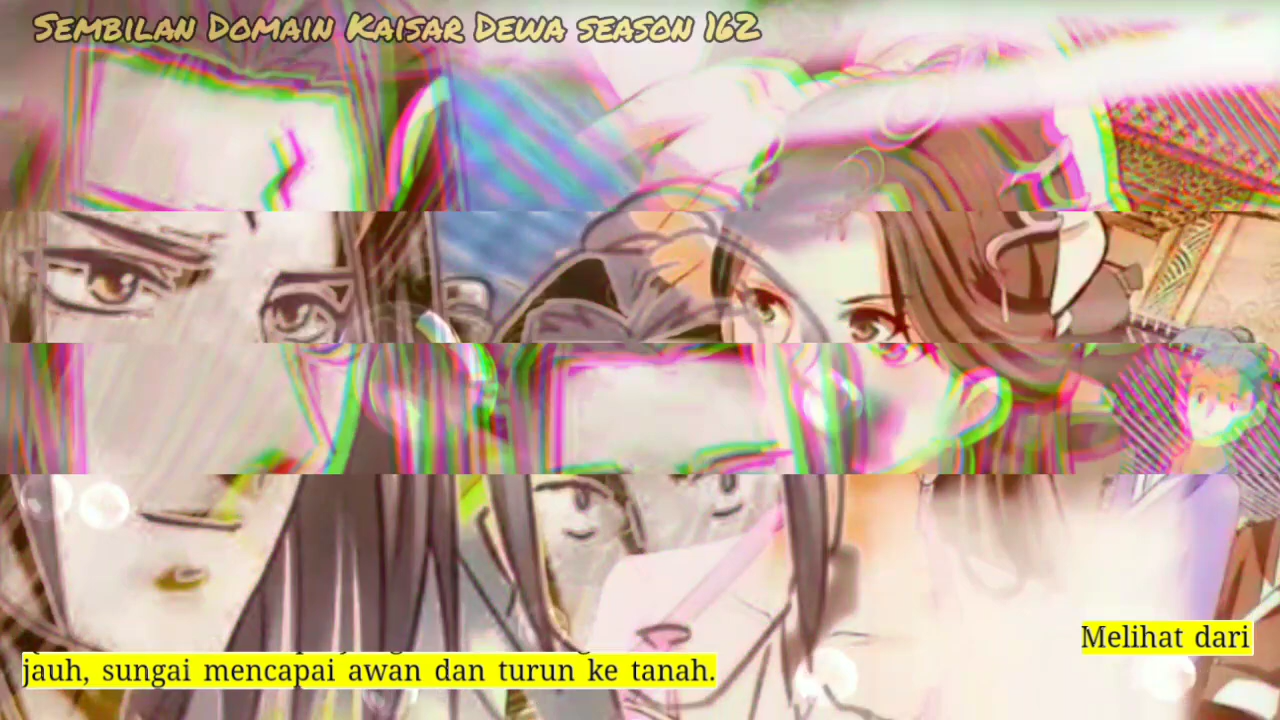 Sembilan Domain Kaisar Dewa season 162
Melihat dari
jauh, sungai mencapai awan dan turun ke tanah.